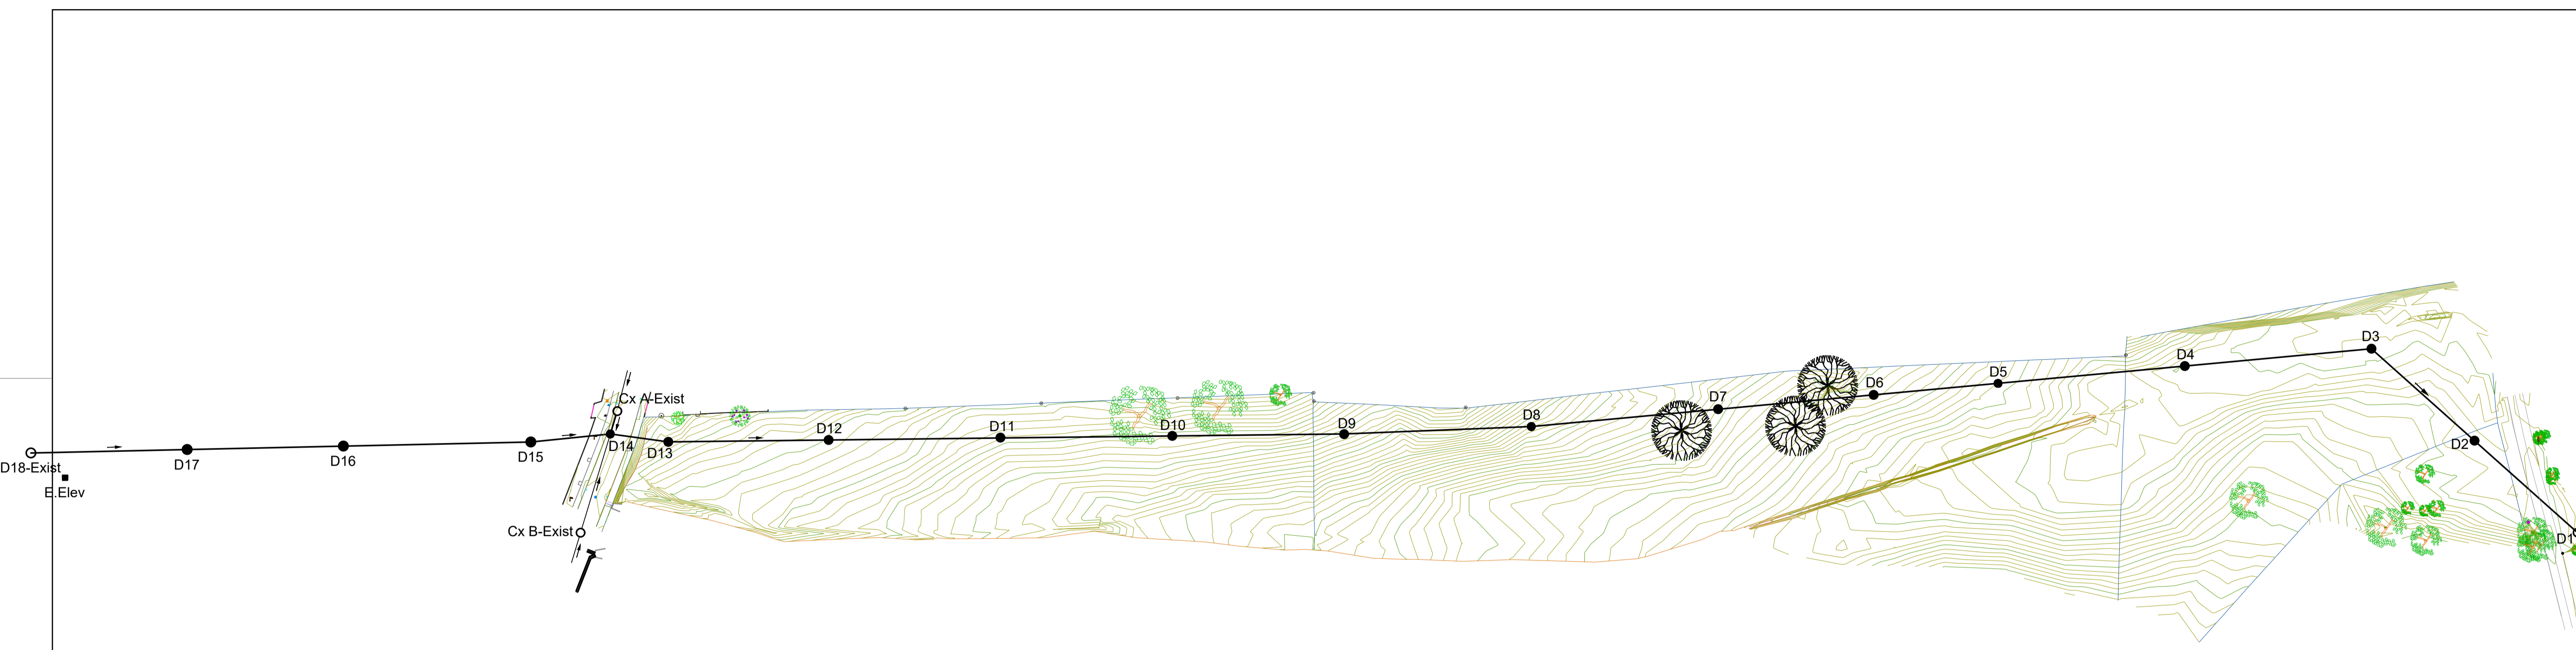 D18-Exist
E.Elev
D17
D16
D15
Cx A-Exist
D14
D13
Cx B-Exist
D12
D11
D10
D9
D8
D7
D6
D5
D4
D3
D2
D1